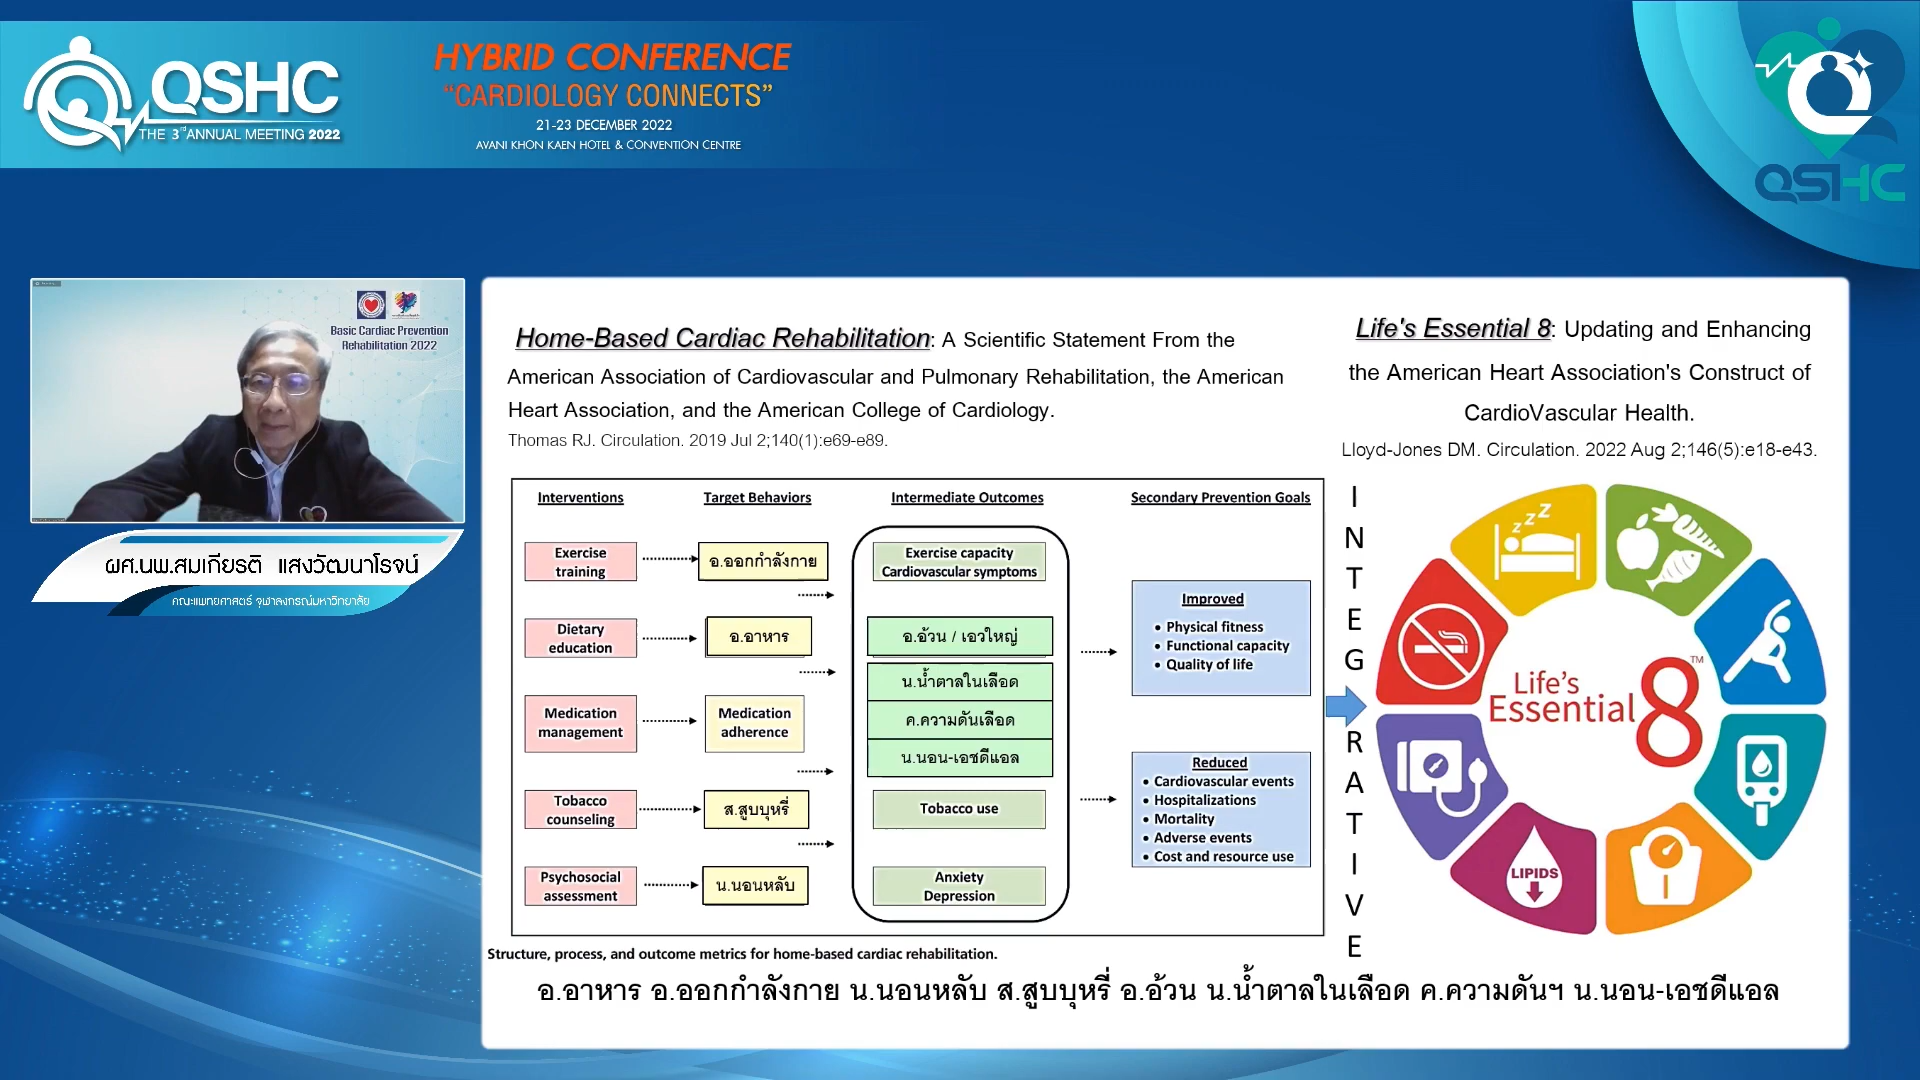 QSHC
THE 3rd ANNUAL MEETING 2022
HYBRID CONFERENCE
“CARDIOLOGY CONNECTS”
21-23 DECEMBER 2022
AVANI KHON KAEN HOTEL & CONVENTION CENTRE
QSHC
Basic Cardiac Prevention
Rehabilitation 2022
ผศ.นพ.สมเกียรติ แสงวัฒนาโรจน์
คณะแพทยศาสตร์ จุฬาลงกรณ์มหาวิทยาลัย
Home-Based Cardiac Rehabilitation: A Scientific Statement From the
American Association of Cardiovascular and Pulmonary Rehabilitation, the American
Heart Association, and the American College of Cardiology.
Thomas RJ. Circulation. 2019 Jul 2;140(1):e69-e89.
Life's Essential 8: Updating and Enhancing
the American Heart Association's Construct of
CardioVascular Health.
Lloyd-Jones DM. Circulation. 2022 Aug 2;146(5):e18-e43.
Interventions
Exercise
training
Dietary
education
Medication
management
Tobacco
counseling
Psychosocial
assessment
Target Behaviors
อ.ออกกำลังกาย
อ.อาหาร
Medication
adherence
ส.สูบบุหรี่
น.นอนหลับ
Intermediate Outcomes
Exercise capacity
Cardiovascular symptoms
อ.อ้วน / เอวใหญ่
น.น้ำตาลในเลือด
ค.ความดันเลือด
น.นอน-เอชดีแอล
Tobacco use
Anxiety
Depression
Secondary Prevention Goals
Improved
• Physical fitness
• Functional capacity
• Quality of life
Reduced
• Cardiovascular events
• Hospitalizations
• Mortality
• Adverse events
• Cost and resource use
INTEGRATIVE
zzz
Life's
Essential 8™
LIPIDS
Structure, process, and outcome metrics for home-based cardiac rehabilitation.
อ.อาหาร อ.ออกกำลังกาย น.นอนหลับ ส.สูบบุหรี่ อ.อ้วน น.น้ำตาลในเลือด ค.ความดันฯ น.นอน-เอชดีแอล